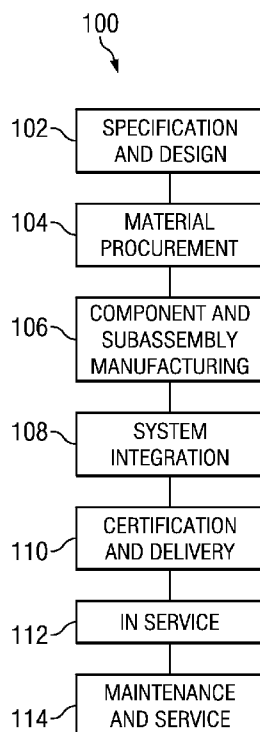 100
102
SPECIFICATION
AND DESIGN
104
MATERIAL
PROCUREMENT
106
COMPONENT AND
SUBASSEMBLY
MANUFACTURING
108
SYSTEM
INTEGRATION
110
CERTIFICATION
AND DELIVERY
112
IN SERVICE
114
MAINTENANCE
AND SERVICE